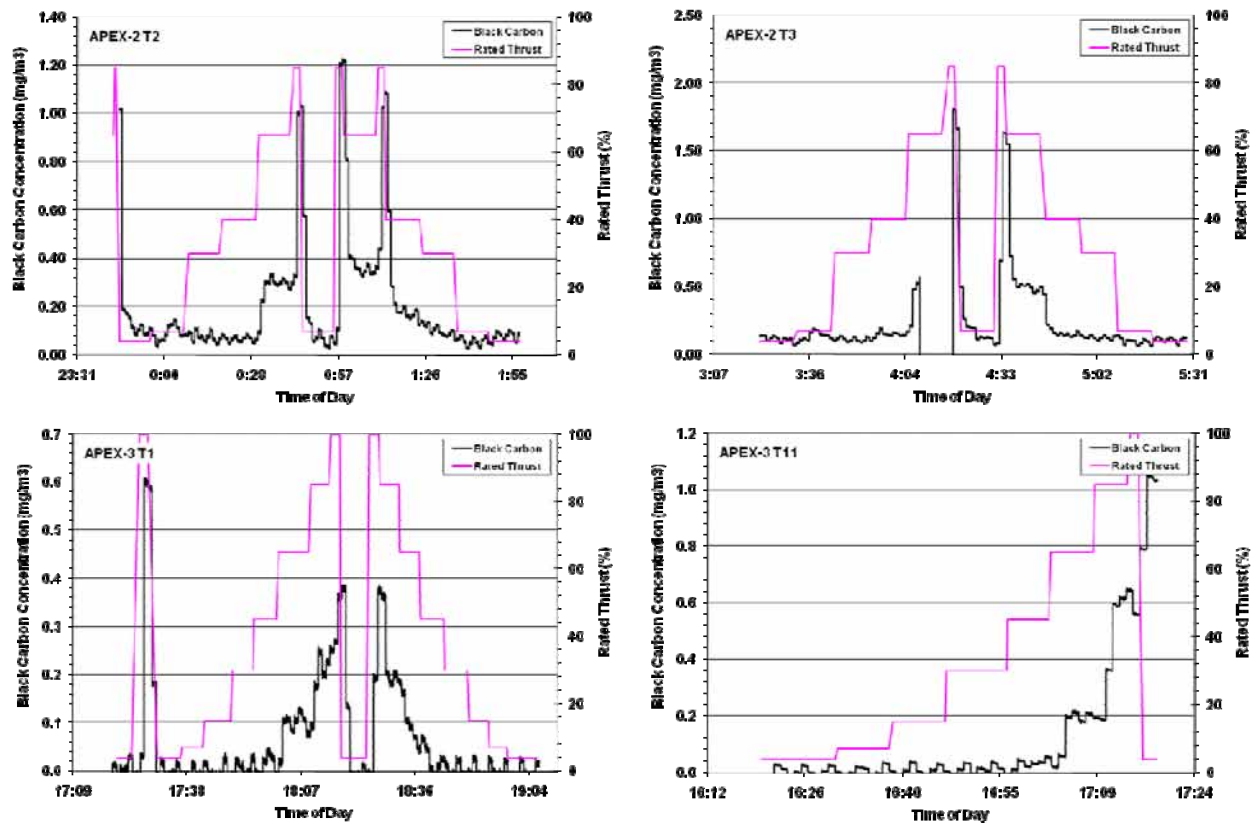 APEX-2 T2
Black Carbon
Rated Thrust
Black Carbon Concentration (mg/m3)
1.40
1.20
1.00
0.80
0.60
0.40
0.20
0.00
100
80
60
40
20
0
Rated Thrust (%)
23:31 0:00 0:28 0:57 1:26 1:55
Time of Day
APEX-2 T3
Black Carbon
Rated Thrust
Black Carbon Concentration (mg/m3)
2.50
2.00
1.50
1.00
0.50
0.00
100
80
60
40
20
0
Rated Thrust (%)
3:07 3:36 4:04 4:33 5:02 5:31
Time of Day
APEX-3 T1
Black Carbon
Rated Thrust
Black Carbon Concentration (mg/m3)
0.7
0.6
0.5
0.4
0.3
0.2
0.1
0.0
100
80
60
40
20
0
Rated Thrust (%)
17:09 17:38 18:07 18:36 19:04
Time of Day
APEX-3 T11
Black Carbon
Rated Thrust
Black Carbon Concentration (mg/m3)
1.2
1.0
0.8
0.6
0.4
0.2
0.0
100
80
60
40
20
0
Rated Thrust (%)
16:12 16:26 16:40 16:55 17:09 17:24
Time of Day